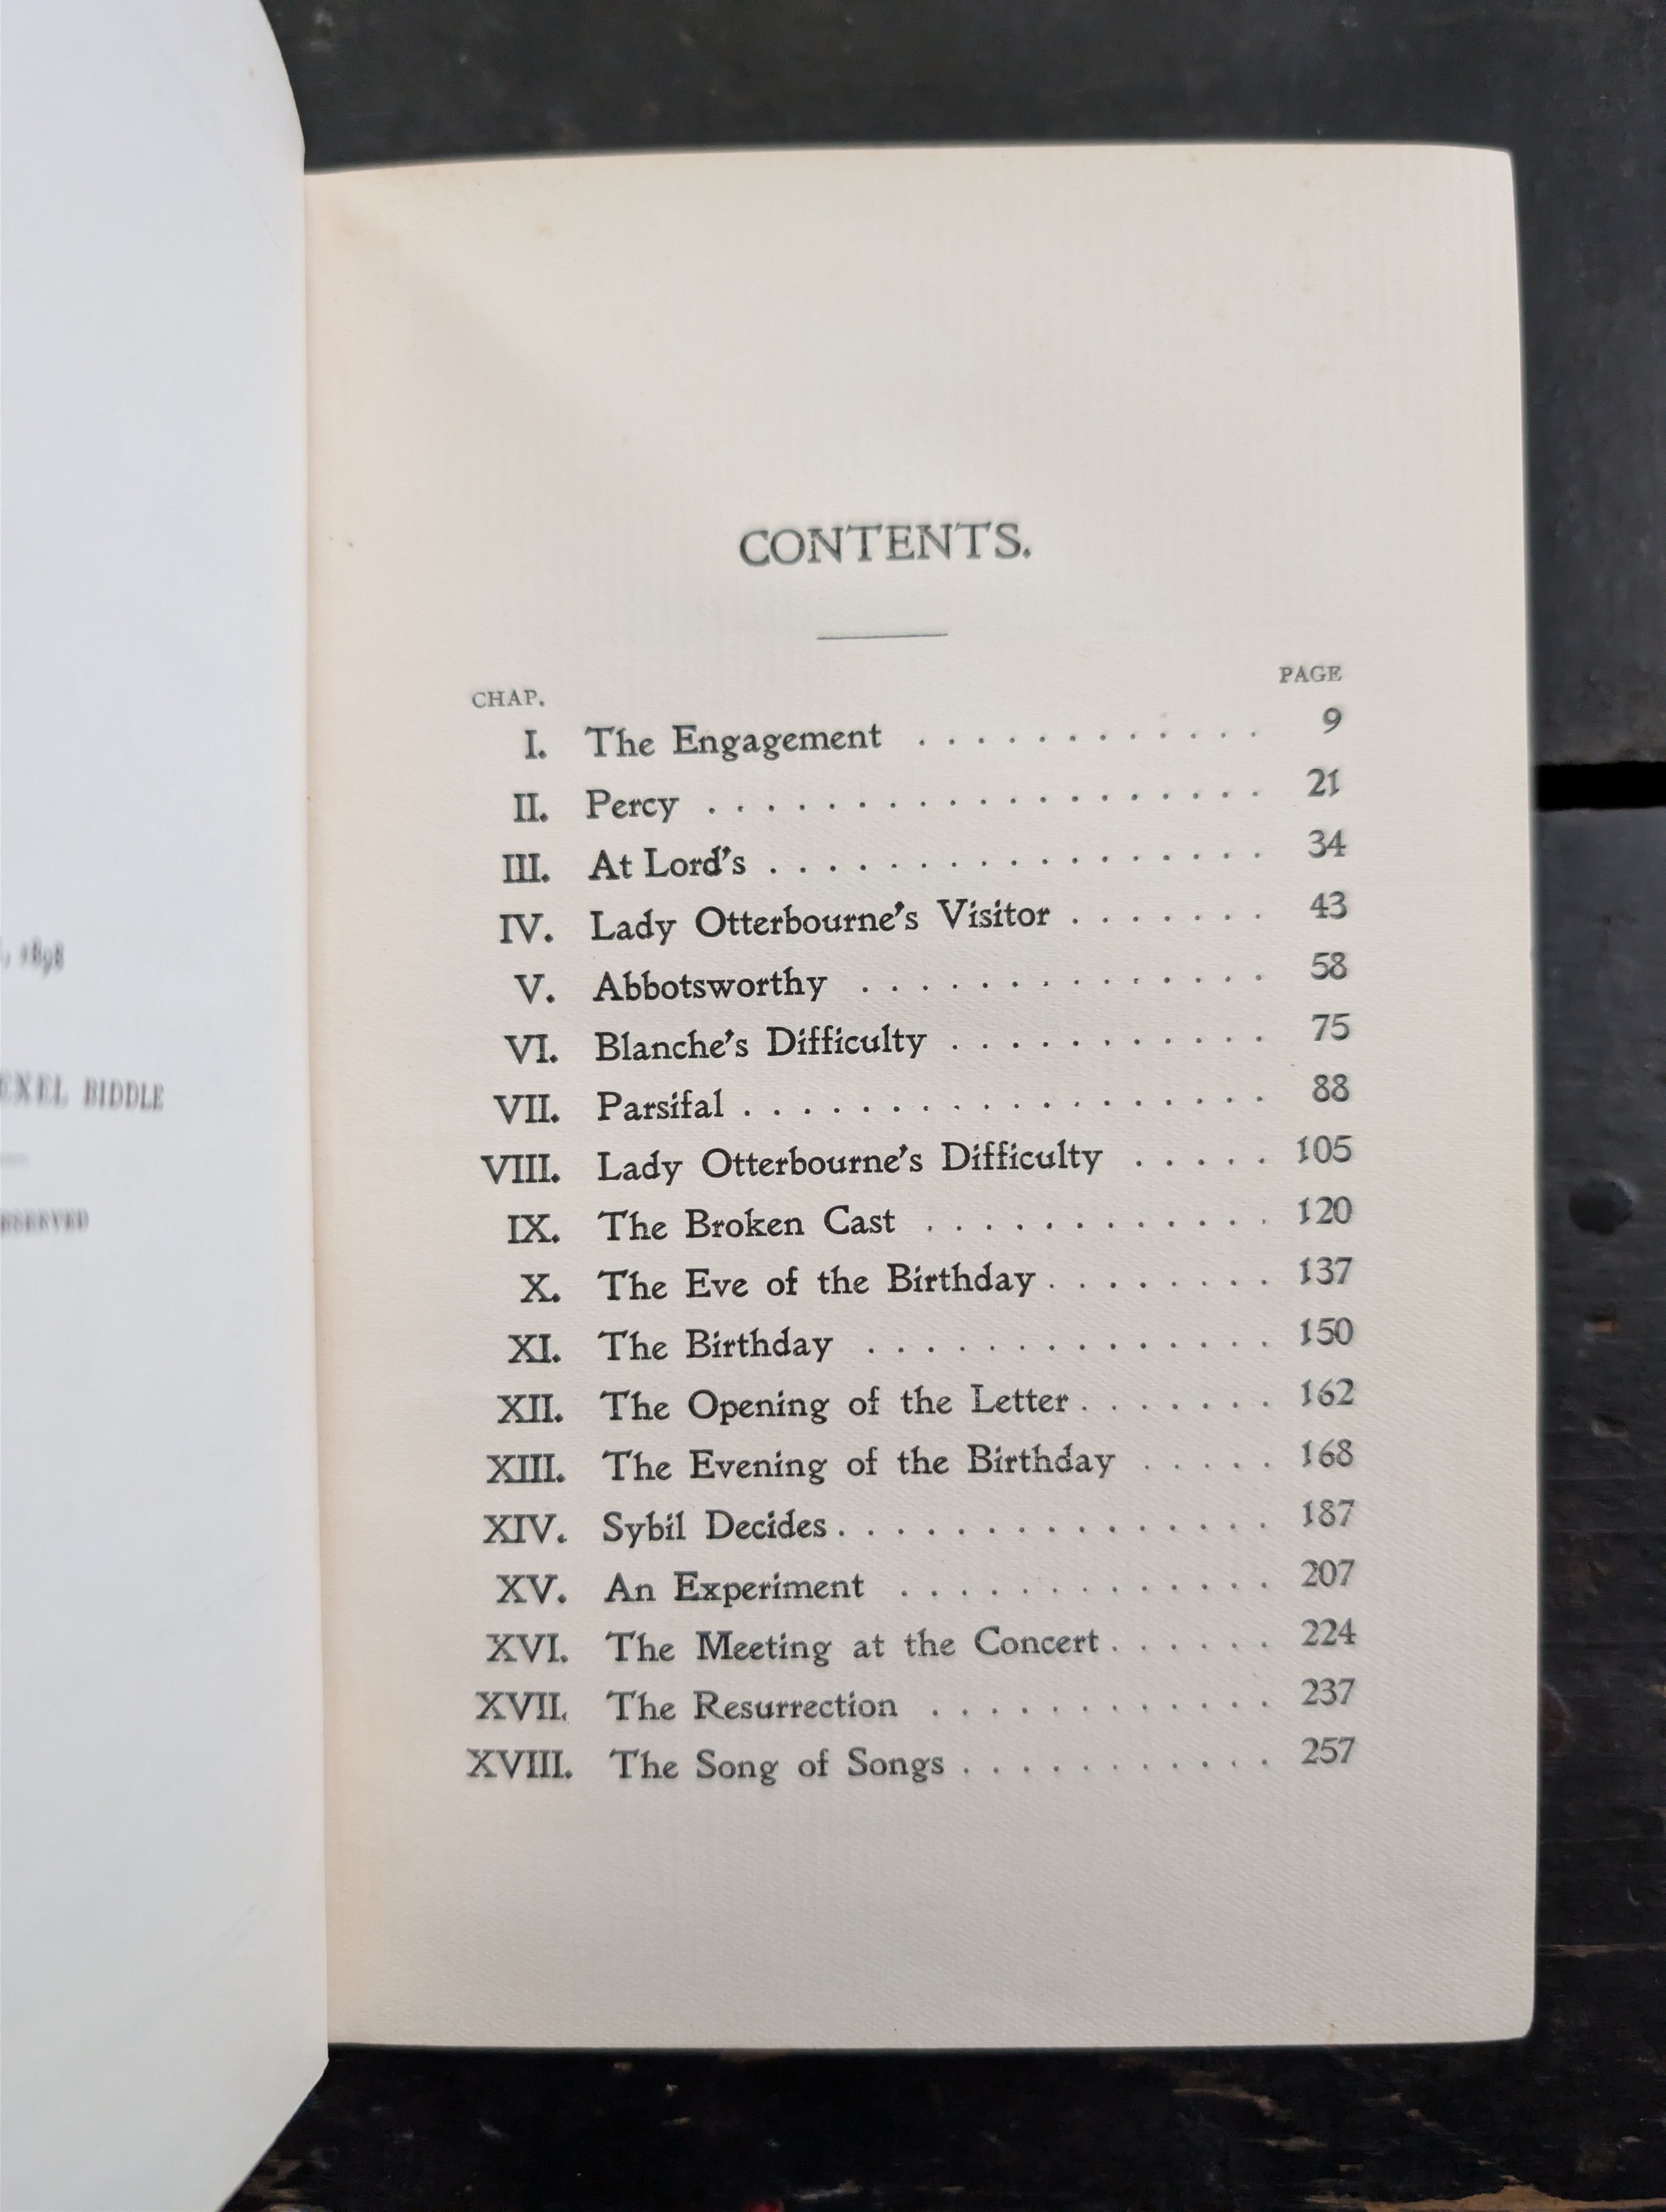 , 1898
EXEL BIDDLE
CONTENTS.
CHAP. PAGE
I. The Engagement . . . . . . . . . . . . 9
II. Percy . . . . . . . . . . . . . . . . . . . 21
III. At Lord's . . . . . . . . . . . . . . . . . 34
IV. Lady Otterbourne's Visitor . . . . . . . 43
V. Abbotsworthy . . . . . . . . . . . . . . 58
VI. Blanche's Difficulty . . . . . . . . . . . 75
VII. Parsifal . . . . . . . . . . . . . . . . . . 88
VIII. Lady Otterbourne's Difficulty . . . . . 105
IX. The Broken Cast . . . . . . . . . . . . 120
X. The Eve of the Birthday . . . . . . . . 137
XI. The Birthday . . . . . . . . . . . . . . 150
XII. The Opening of the Letter . . . . . . . 162
XIII. The Evening of the Birthday . . . . . 168
XIV. Sybil Decides . . . . . . . . . . . . . . . 187
XV. An Experiment . . . . . . . . . . . . . 207
XVI. The Meeting at the Concert . . . . . . 224
XVII. The Resurrection . . . . . . . . . . . . 237
XVIII. The Song of Songs . . . . . . . . . . . 257